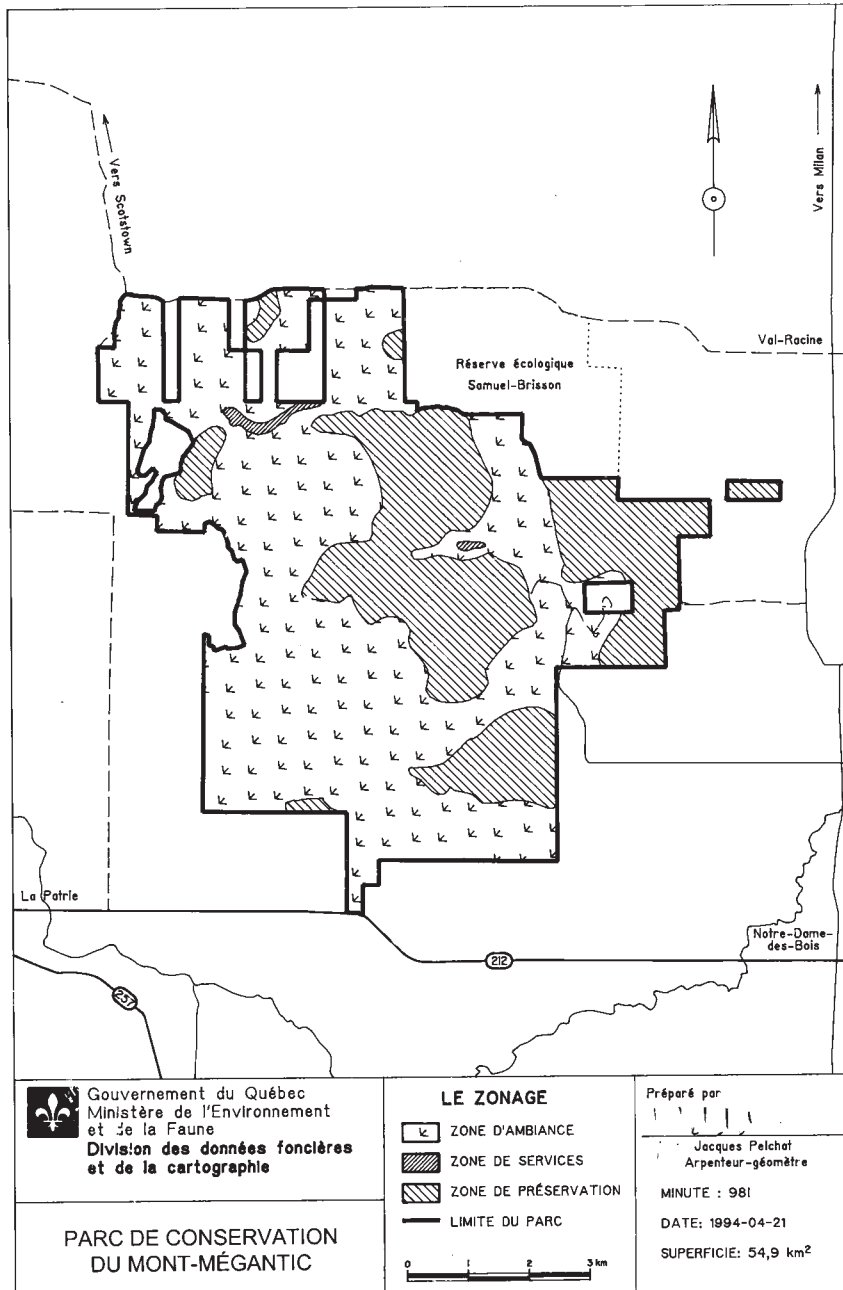 Vers Scotstown
Vers Milan
Val-Racine
Réserve écologique
Samuel-Brisson
La Patrie
Notre-Dame-
des-Bois
212
257
Gouvernement du Québec
Ministère de l'Environnement
et de la Faune
Division des données foncières
et de la cartographie
PARC DE CONSERVATION
DU MONT-MÉGANTIC
LE ZONAGE
ZONE D'AMBIANCE
ZONE DE SERVICES
ZONE DE PRÉSERVATION
LIMITE DU PARC
0 1 2 3 km
Préparé par
Jacques Pelchat
Arpenteur-géomètre
MINUTE : 981
DATE: 1994-04-21
SUPERFICIE: 54,9 km²